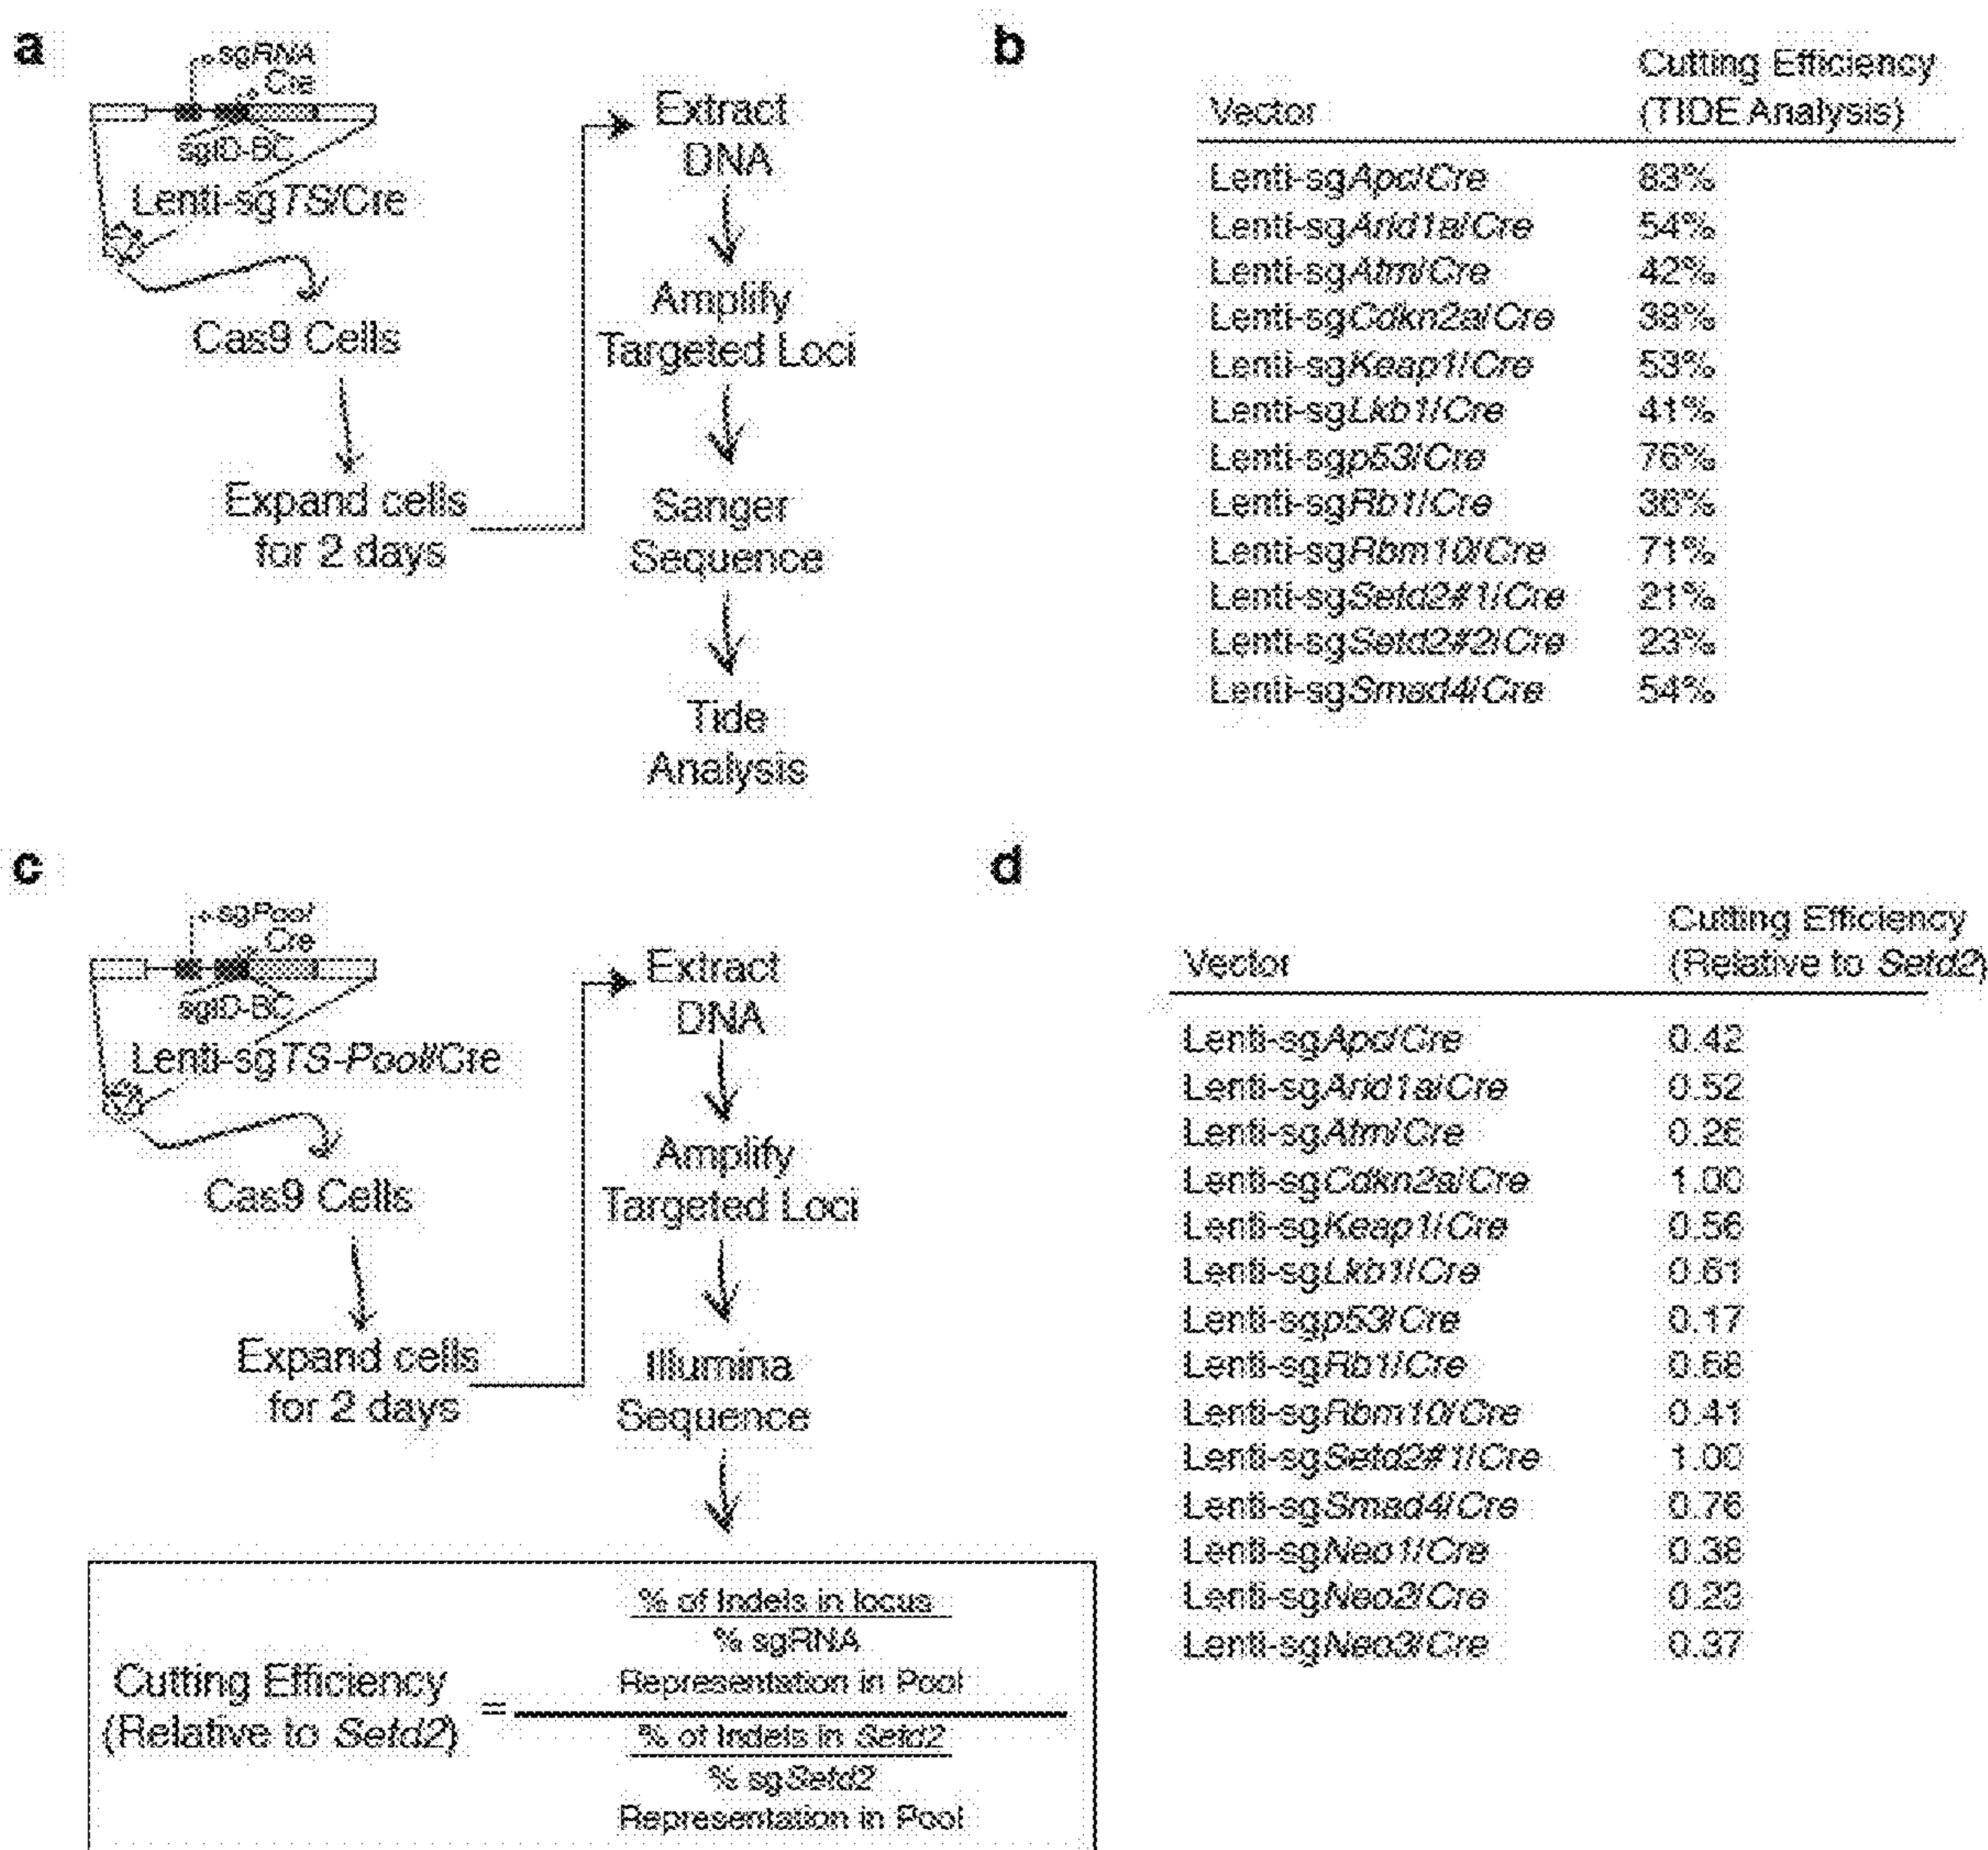 a
sgRNA
Cre
sgID-BC
Lenti-sgTS/Cre
Cas9 Cells
Expand cells
for 2 days
Extract
DNA
Amplify
Targeted Loci
Sanger
Sequence
Tide
Analysis
b
Vector
Cutting Efficiency
(TIDE Analysis)
Lenti-sgApc/Cre
Lenti-sgArid1a/Cre 54%
Lenti-sgAtm/Cre 42%
Lenti-sgCdkn2a/Cre 38%
Lenti-sgKeap1/Cre 53%
Lenti-sgLkb1/Cre 41%
Lenti-sgp53/Cre 76%
Lenti-sgRb1/Cre
Lenti-sgRbm10/Cre 71%
Lenti-sgSetd2#1/Cre 21%
Lenti-sgSetd2#2/Cre 23%
Lenti-sgSmad4/Cre 54%
c
sgPool
Cre
sgID-BC
Lenti-sgTS-Pool/Cre
Cas9 Cells
Expand cells
for 2 days
Extract
DNA
Amplify
Targeted Loci
Illumina
Sequence
Cutting Efficiency
(Relative to Setd2)
=
% of Indels in locus
% sgRNA
Representation in Pool
% of Indels in Setd2
% sgSetd2
Representation in Pool
d
Vector
Cutting Efficiency
(Relative to Setd2)
Lenti-sgApc/Cre 0.42
Lenti-sgArid1a/Cre 0.52
Lenti-sgAtm/Cre
Lenti-sgCdkn2a/Cre 1.00
Lenti-sgKeap1/Cre 0.56
Lenti-sgLkb1/Cre
Lenti-sgp53/Cre 0.17
Lenti-sgRb1/Cre
Lenti-sgRbm10/Cre 0.41
Lenti-sgSetd2#1/Cre 1.00
Lenti-sgSmad4/Cre 0.76
Lenti-sgNeo1/Cre
Lenti-sgNeo2/Cre 0.23
Lenti-sgNeo3/Cre 0.37